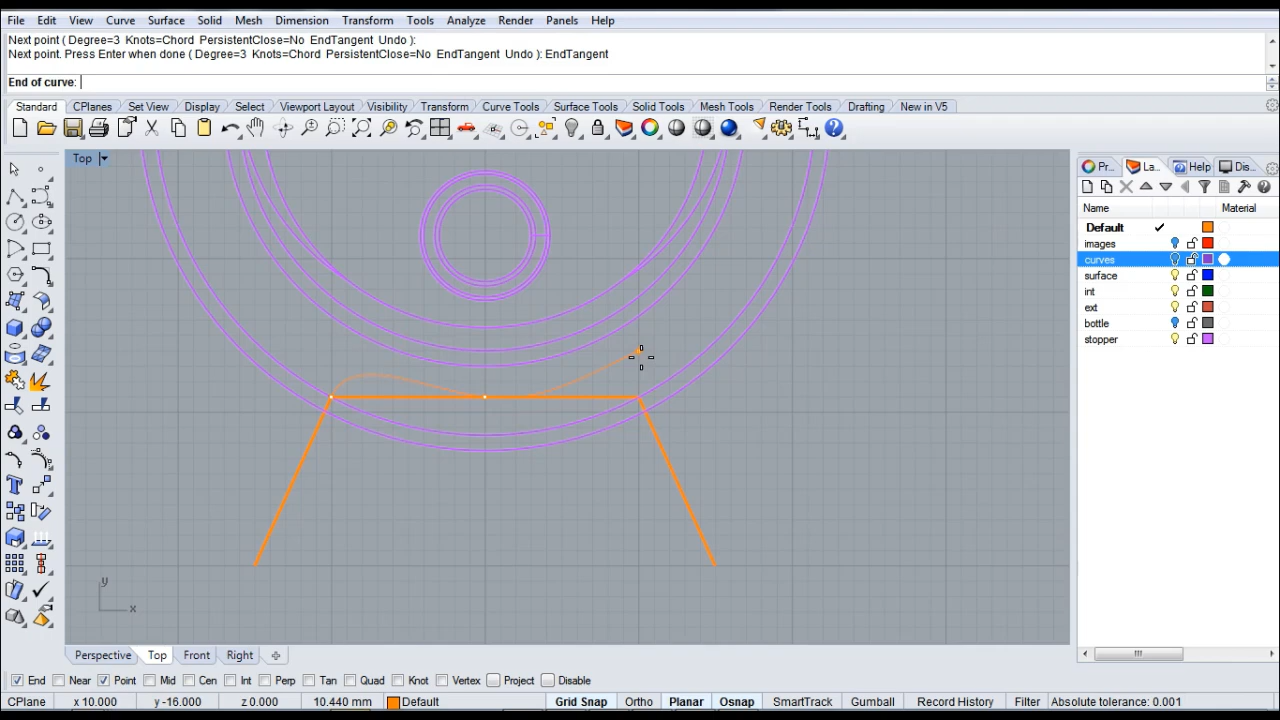 File Edit View Curve Surface Solid Mesh Dimension Transform Tools Analyze Render Panels Help
Next point ( Degree=3 Knots=Chord PersistentClose=No EndTangent Undo ):
Next point. Press Enter when done ( Degree=3 Knots=Chord PersistentClose=No EndTangent Undo ): EndTangent
End of curve:
Standard CPlanes Set View Display Select Viewport Layout Visibility Transform Curve Tools Surface Tools Solid Tools Mesh Tools Render Tools Drafting New in V5
Top
Pr... La... Help Dis...
Name Material
Default
images
curves
surface
int
ext
bottle
stopper
y
x
Perspective Top Front Right
End Near Point Mid Cen Int Perp Tan Quad Knot Vertex Project Disable
CPlane x 10.000 y -16.000 z 0.000 10.440 mm Default Grid Snap Ortho Planar Osnap SmartTrack Gumball Record History Filter Absolute tolerance: 0.001